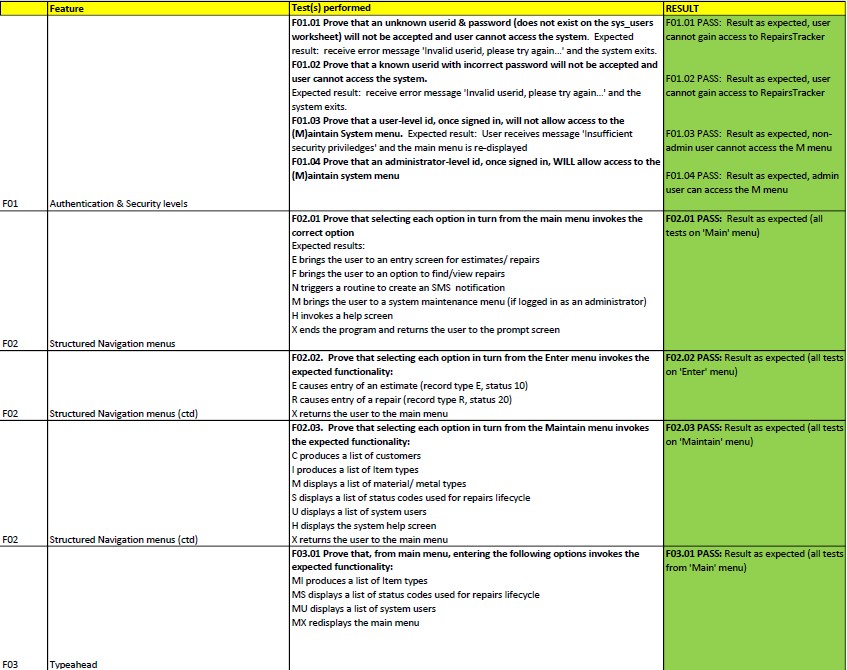 Feature Test(s) performed RESULT
F01.01 Prove that an unknown userid & password (does not exist on the sys_users
worksheet) will not be accepted and user cannot access the system. Expected
result: receive error message 'Invalid userid, please try again...' and the system exits.
F01.02 Prove that a known userid with incorrect password will not be accepted and
user cannot access the system.
Expected result: receive error message 'Invalid userid, please try again...' and the
system exits.
F01.03 Prove that a user-level id, once signed in, will not allow access to the
(M)aintain System menu. Expected result: User receives message 'Insufficient
security priviledges' and the main menu is re-displayed
F01.04 Prove that an administrator-level id, once signed in, WILL allow access to the
(M)aintain system menu
F01.01 PASS: Result as expected, user
cannot gain access to RepairsTracker
F01.02 PASS: Result as expected, user
cannot gain access to RepairsTracker
F01.03 PASS: Result as expected, non-
admin user cannot access the M menu
F01.04 PASS: Result as expected, admin
user can access the M menu
F01 Authentication & Security levels
F02.01 Prove that selecting each option in turn from the main menu invokes the
correct option
Expected results:
E brings the user to an entry screen for estimates/ repairs
F brings the user to an option to find/view repairs
N triggers a routine to create an SMS notification
M brings the user to a system maintenance menu (if logged in as an administrator)
H invokes a help screen
X ends the program and returns the user to the prompt screen
F02.01 PASS: Result as expected (all
tests on 'Main' menu)
F02 Structured Navigation menus
F02.02. Prove that selecting each option in turn from the Enter menu invokes the
expected functionality:
E causes entry of an estimate (record type E, status 10)
R causes entry of a repair (record type R, status 20)
X returns the user to the main menu
F02.02 PASS: Result as expected (all tests
on 'Enter' menu)
F02 Structured Navigation menus (ctd)
F02.03. Prove that selecting each option in turn from the Maintain menu invokes
the expected functionality:
C produces a list of customers
I produces a list of Item types
M displays a list of material/ metal types
S displays a list of status codes used for repairs lifecycle
U displays a list of system users
H displays the system help screen
X returns the user to the main menu
F02.03 PASS: Result as expected (all tests
on 'Maintain' menu)
F02 Structured Navigation menus (ctd)
F03.01 Prove that, from main menu, entering the following options invokes the
expected functionality:
MI produces a list of Item types
MS displays a list of status codes used for repairs lifecycle
MU displays a list of system users
MX redisplays the main menu
F03.01 PASS: Result as expected (all tests
from 'Main' menu)
F03 Typeahead